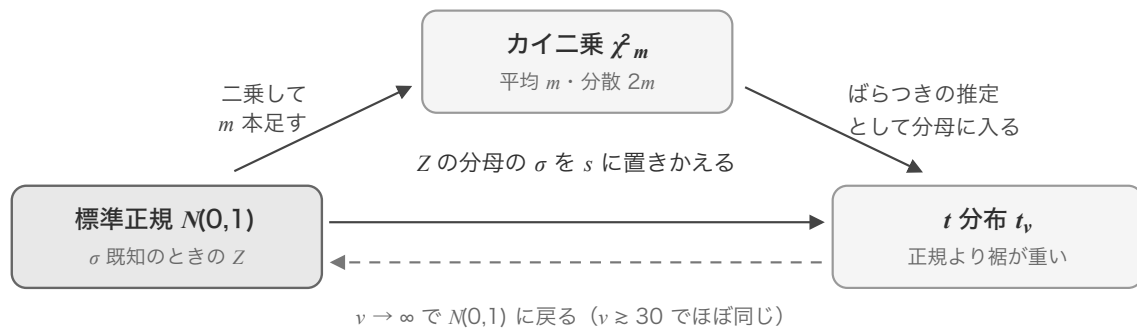 カイ二乗 χ²ₘ
平均 m・分散 2m
二乗して
m 本足す
ばらつきの推定
として分母に入る
Z の分母の σ を s に置きかえる
標準正規 N(0,1)
σ 既知のときの Z
t 分布 tᵥ
正規より裾が重い
ν → ∞ で N(0,1) に戻る（ν ≳ 30 でほぼ同じ）